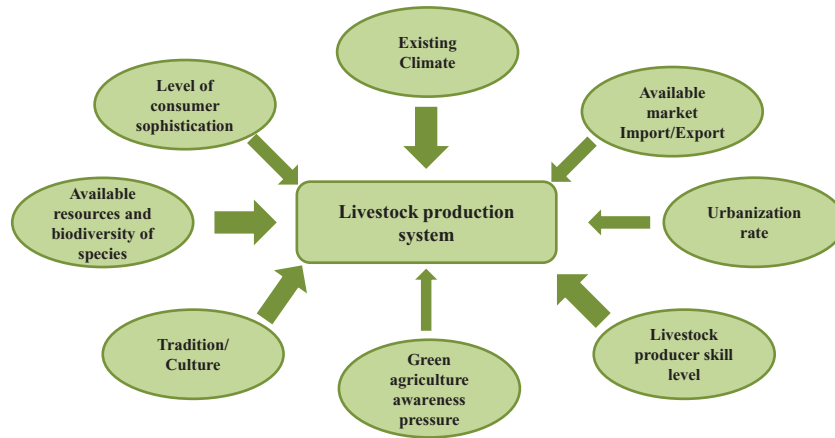 Existing
Climate
Level of
consumer
sophistication
Available
market
Import/Export
Available
resources and
biodiversity of
species
Livestock production
system
Urbanization
rate
Tradition/
Culture
Green
agriculture
awareness
pressure
Livestock
producer skill
level